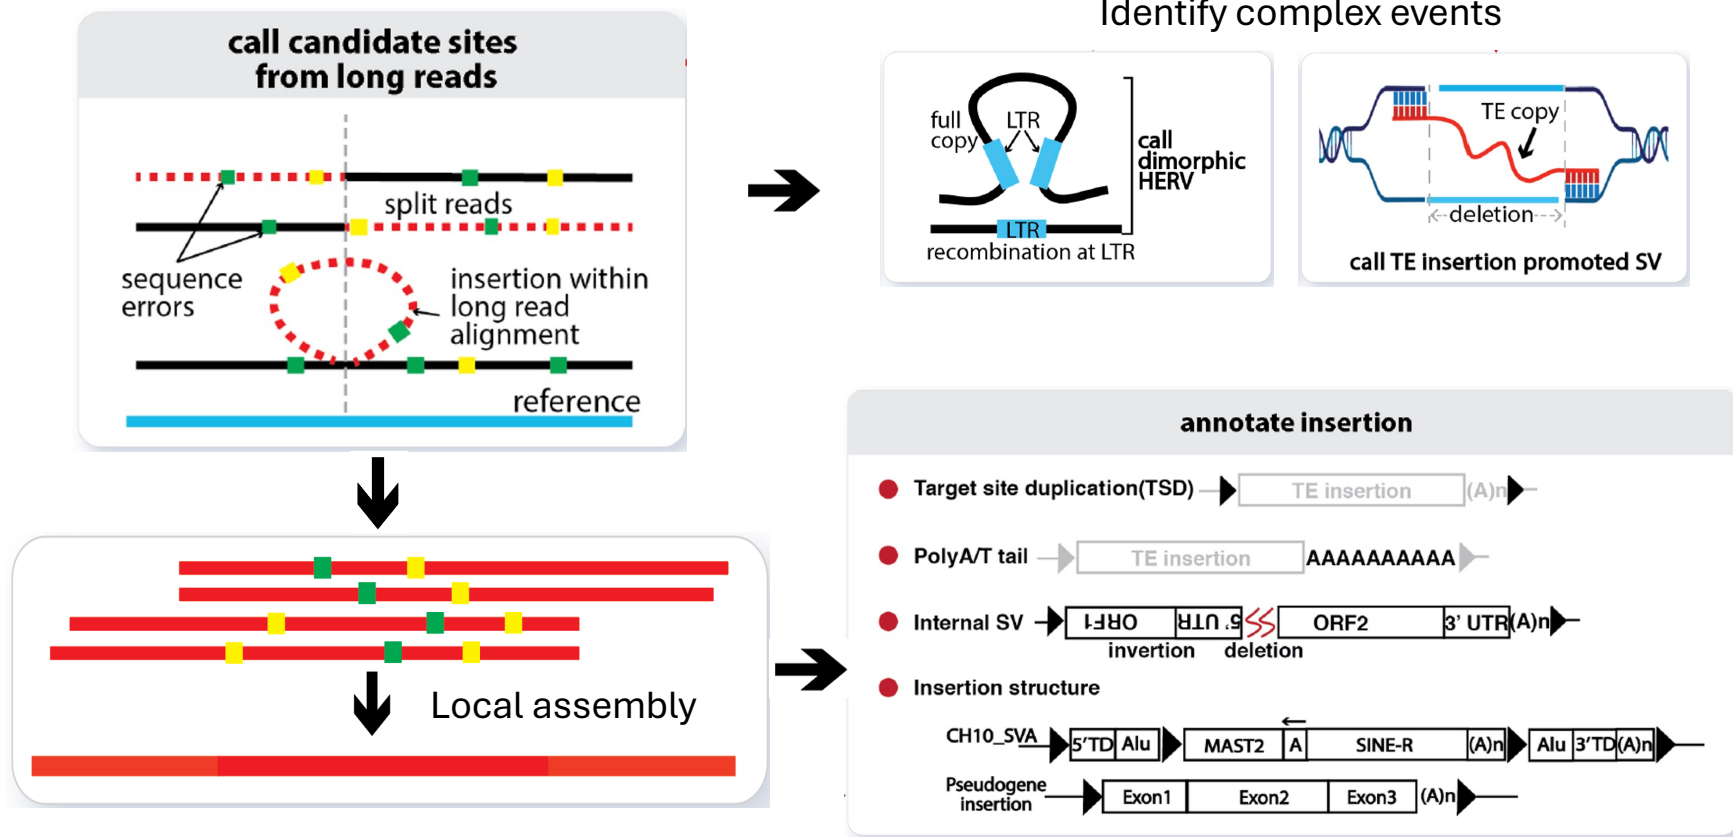 call candidate sites
from long reads
split reads
sequence
errors
insertion within
long read
alignment
reference
Identify complex events
full
copy
LTR
call
dimorphic
HERV
LTR
recombination at LTR
TE copy
deletion
call TE insertion promoted SV
Local assembly
annotate insertion
Target site duplication(TSD) TE insertion (A)n
PolyA/T tail TE insertion AAAAAAAAAA
Internal SV ORF1 5' UTR ORF2 3' UTR (A)n
invertion deletion
Insertion structure
CH10_SVA 5'TD Alu MAST2 A SINE-R (A)n Alu 3'TD (A)n
Pseudogene
insertion Exon1 Exon2 Exon3 (A)n